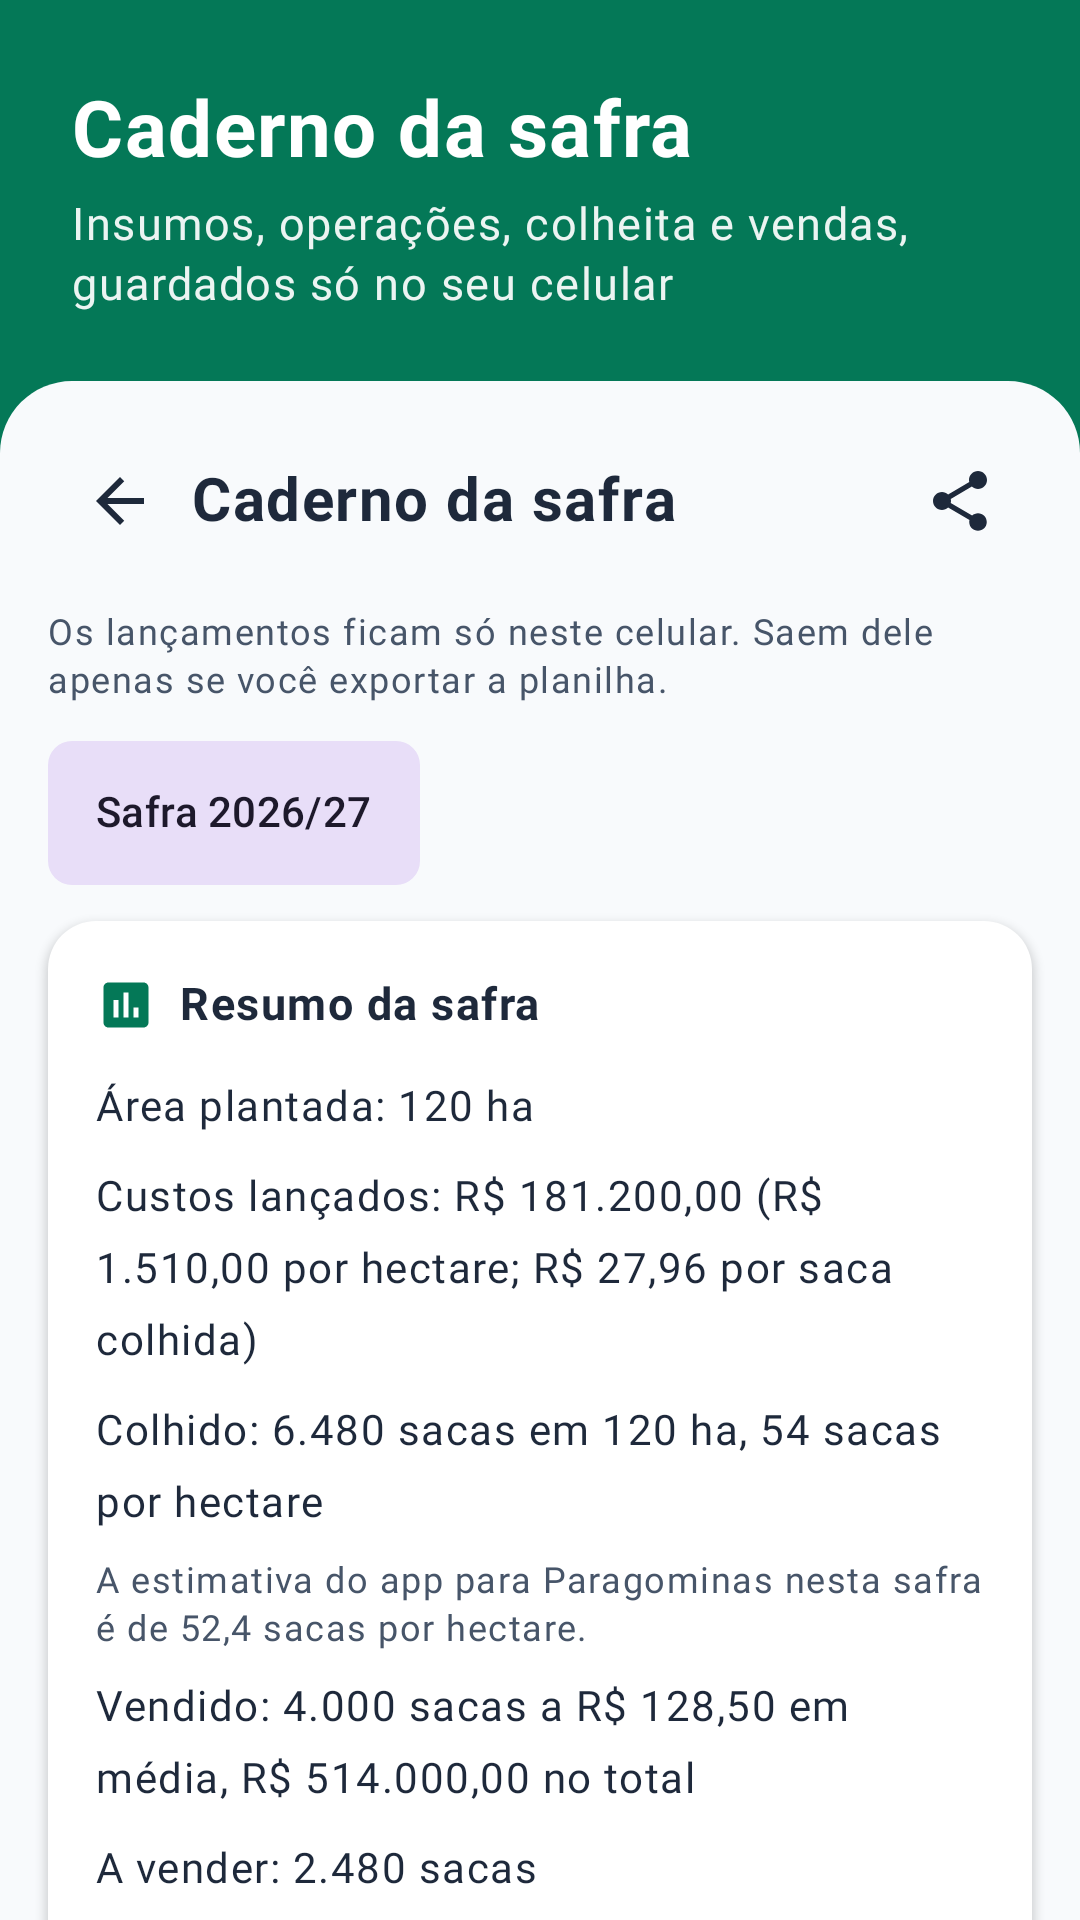 Caderno da safra
Insumos, operações, colheita e vendas,
guardados só no seu celular
Caderno da safra
Os lançamentos ficam só neste celular. Saem dele
apenas se você exportar a planilha.
Safra 2026/27
Resumo da safra
Área plantada: 120 ha
Custos lançados: R$ 181.200,00 (R$
1.510,00 por hectare; R$ 27,96 por saca
colhida)
Colhido: 6.480 sacas em 120 ha, 54 sacas
por hectare
A estimativa do app para Paragominas nesta safra
é de 52,4 sacas por hectare.
Vendido: 4.000 sacas a R$ 128,50 em
média, R$ 514.000,00 no total
A vender: 2.480 sacas